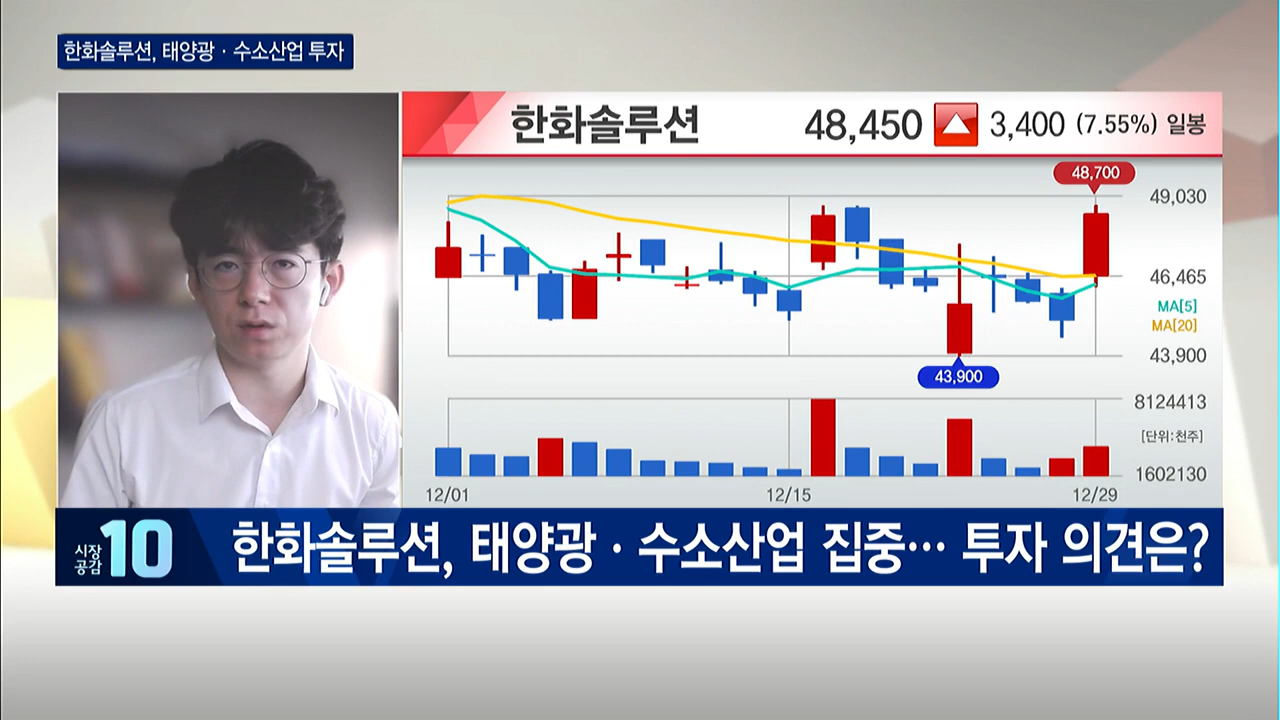 한화솔루션, 태양광 · 수소산업 투자
한화솔루션 48,450 3,400 (7.55%) 일봉
48,700
49,030
46,465
MA[5]
MA[20]
43,900
43,900
8124413
[단위:천주]
1602130
12/01 12/15 12/29
시장공감 10
한화솔루션, 태양광 · 수소산업 집중… 투자 의견은?